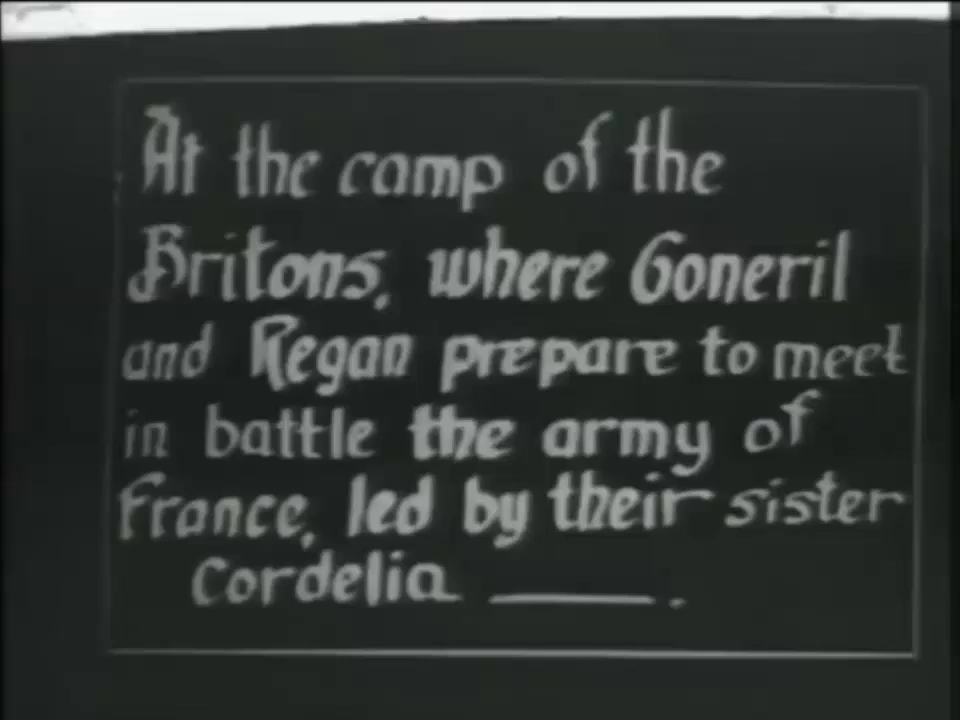 At the camp of the
Britons, where Goneril
and Regan prepare to meet
in battle the army of
France, led by their sister
Cordelia ———.